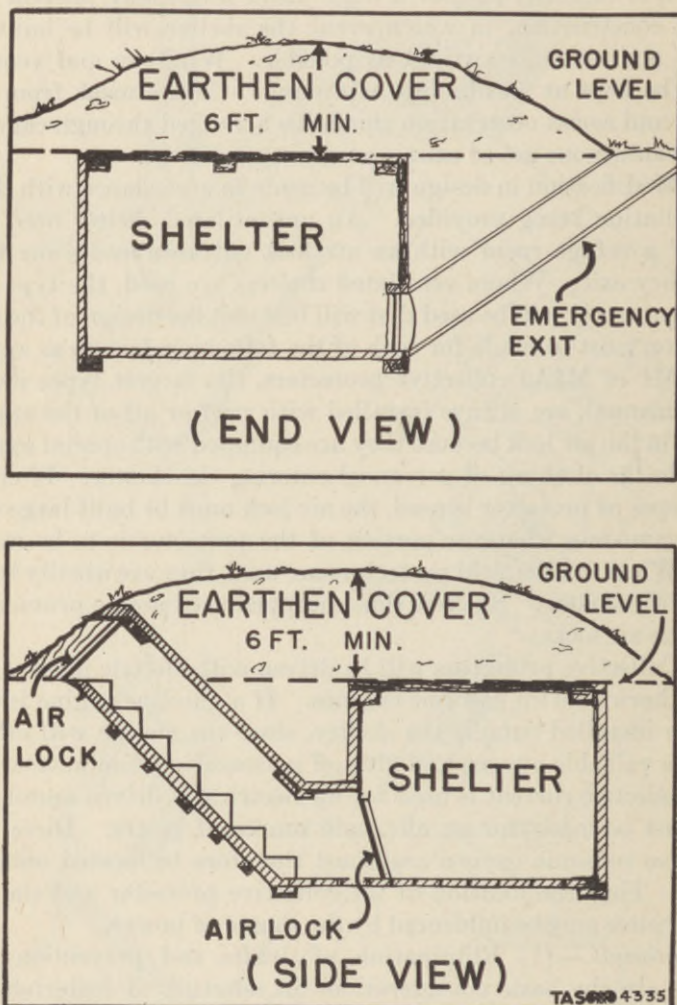 EARTHEN COVER
6 FT. MIN.
GROUND
LEVEL
SHELTER
EMERGENCY
EXIT
(END VIEW)
EARTHEN COVER
6 FT. MIN.
GROUND
LEVEL
AIR
LOCK
SHELTER
AIR LOCK
(SIDE VIEW)